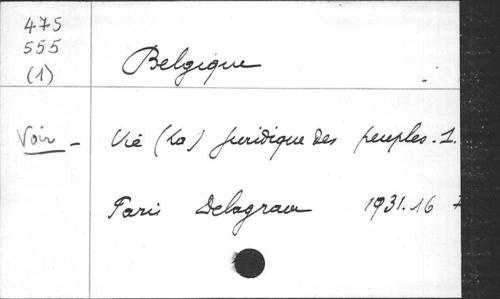 475
555
(1)
Belgique
Voir - Vie (La) Juridique des peuples. 1.
Paris Delagrave 1931. 16